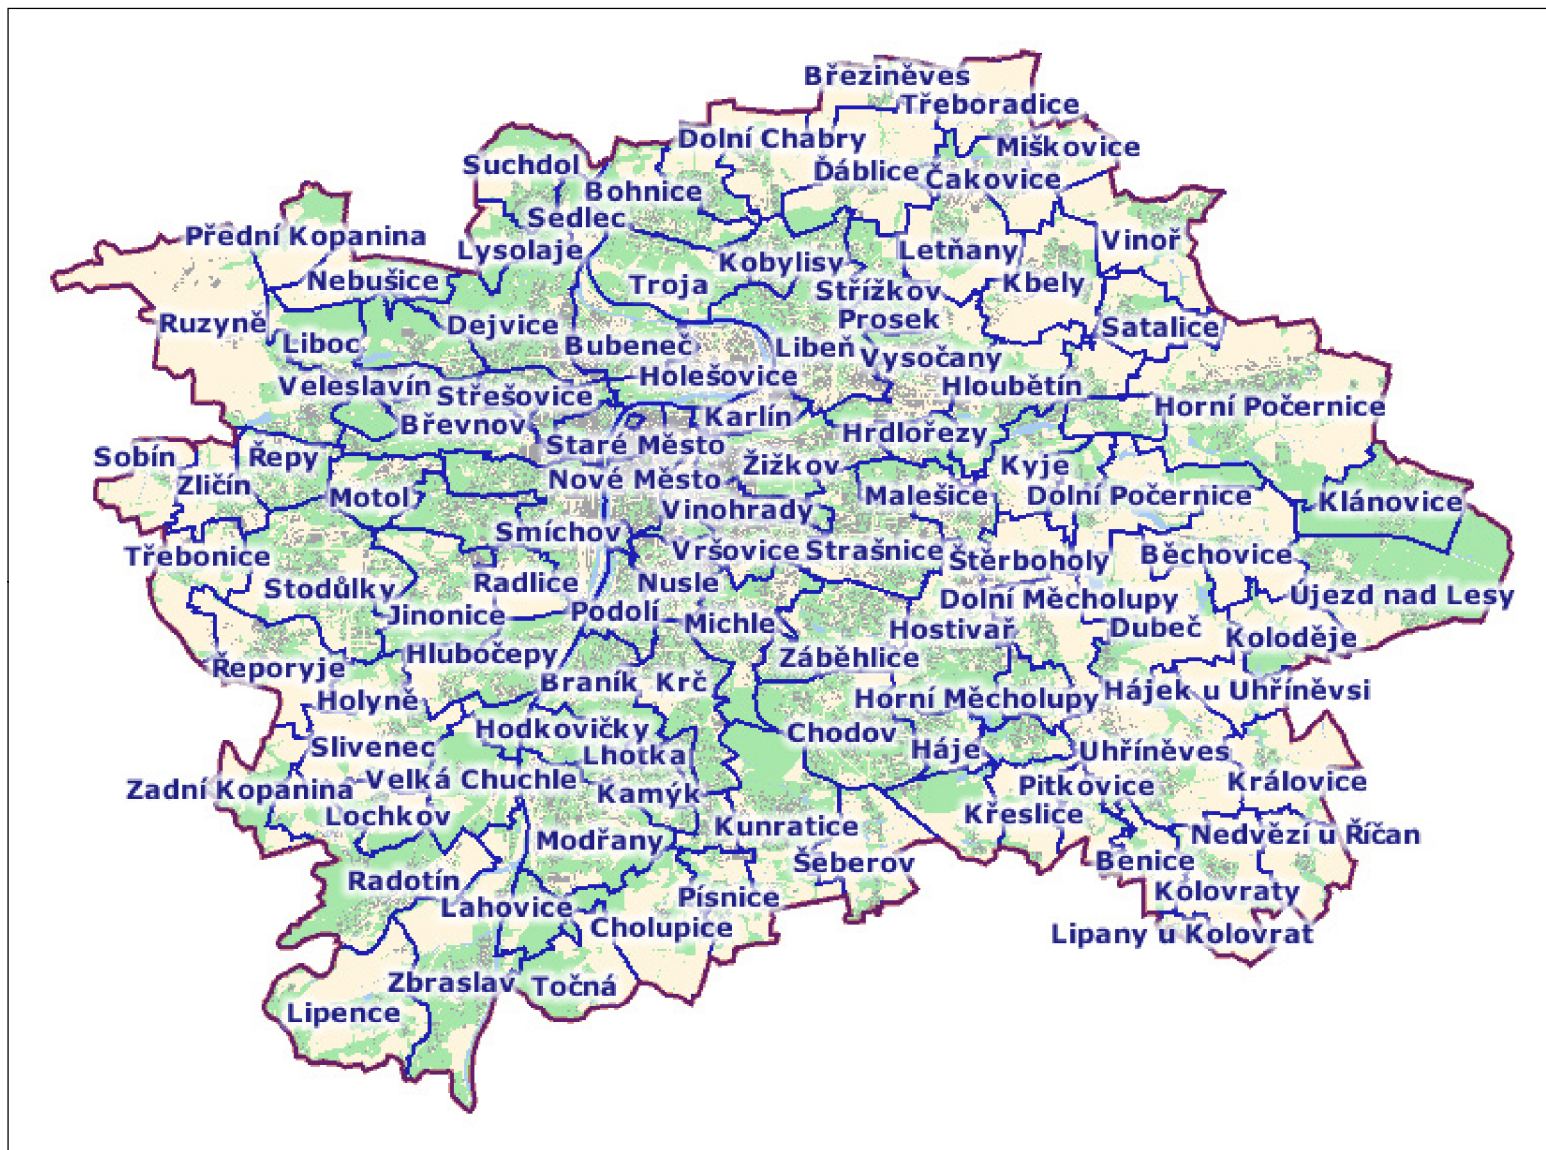 Březiněves
Třeboradice
Dolní Chabry
Miškovice
Suchdol
Ďáblice
Čakovice
Bohnice
Sedlec
Přední Kopanina
Lysolaje
Letňany
Vinoř
Kobylisy
Nebušice
Troja
Kbely
Střížkov
Ruzyně
Dejvice
Prosek
Satalice
Liboc
Bubeneč
Libeň
Vysočany
Holešovice
Veleslavín
Střešovice
Hloubětín
Horní Počernice
Karlín
Břevnov
Hrdlořezy
Staré Město
Sobín
Řepy
Žižkov
Kyje
Nové Město
Zličín
Motol
Malešice
Dolní Počernice
Klánovice
Vinohrady
Smíchov
Třebonice
Vršovice
Strašnice
Štěrboholy
Běchovice
Stodůlky
Radlice
Nusle
Dolní Měcholupy
Újezd nad Lesy
Jinonice
Podolí
Michle
Hostivař
Dubeč
Koloděje
Hlubočepy
Záběhlice
Řeporyje
Braník
Krč
Holyně
Horní Měcholupy
Hájek u Uhříněvsi
Hodkovičky
Chodov
Slivenec
Lhotka
Háje
Uhříněves
Velká Chuchle
Zadní Kopanina
Kamýk
Pitkovice
Královice
Lochkov
Křeslice
Modřany
Kunratice
Nedvězí u Říčan
Šeberov
Benice
Radotín
Kolovraty
Písnice
Lahovice
Cholupice
Lipany u Kolovrat
Zbraslav
Točná
Lipence